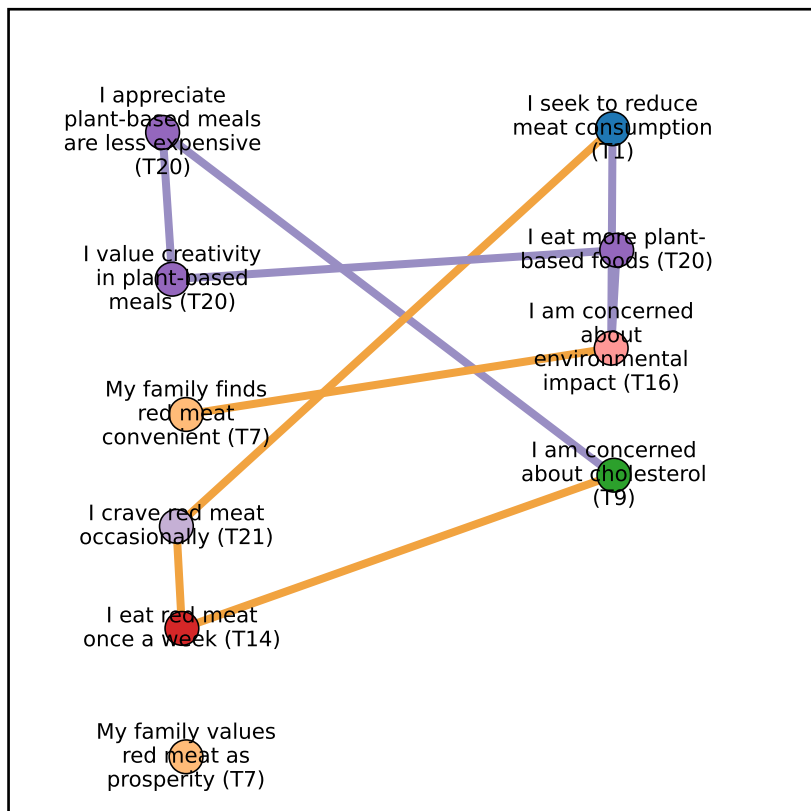 I appreciate
plant-based meals
are less expensive
(T20)
I seek to reduce
meat consumption
(T1)
I value creativity
in plant-based
meals (T20)
I eat more plant-
based foods (T20)
I am concerned
about
environmental
impact (T16)
My family finds
red meat
convenient (T7)
I am concerned
about cholesterol
(T9)
I crave red meat
occasionally (T21)
I eat red meat
once a week (T14)
My family values
red meat as
prosperity (T7)